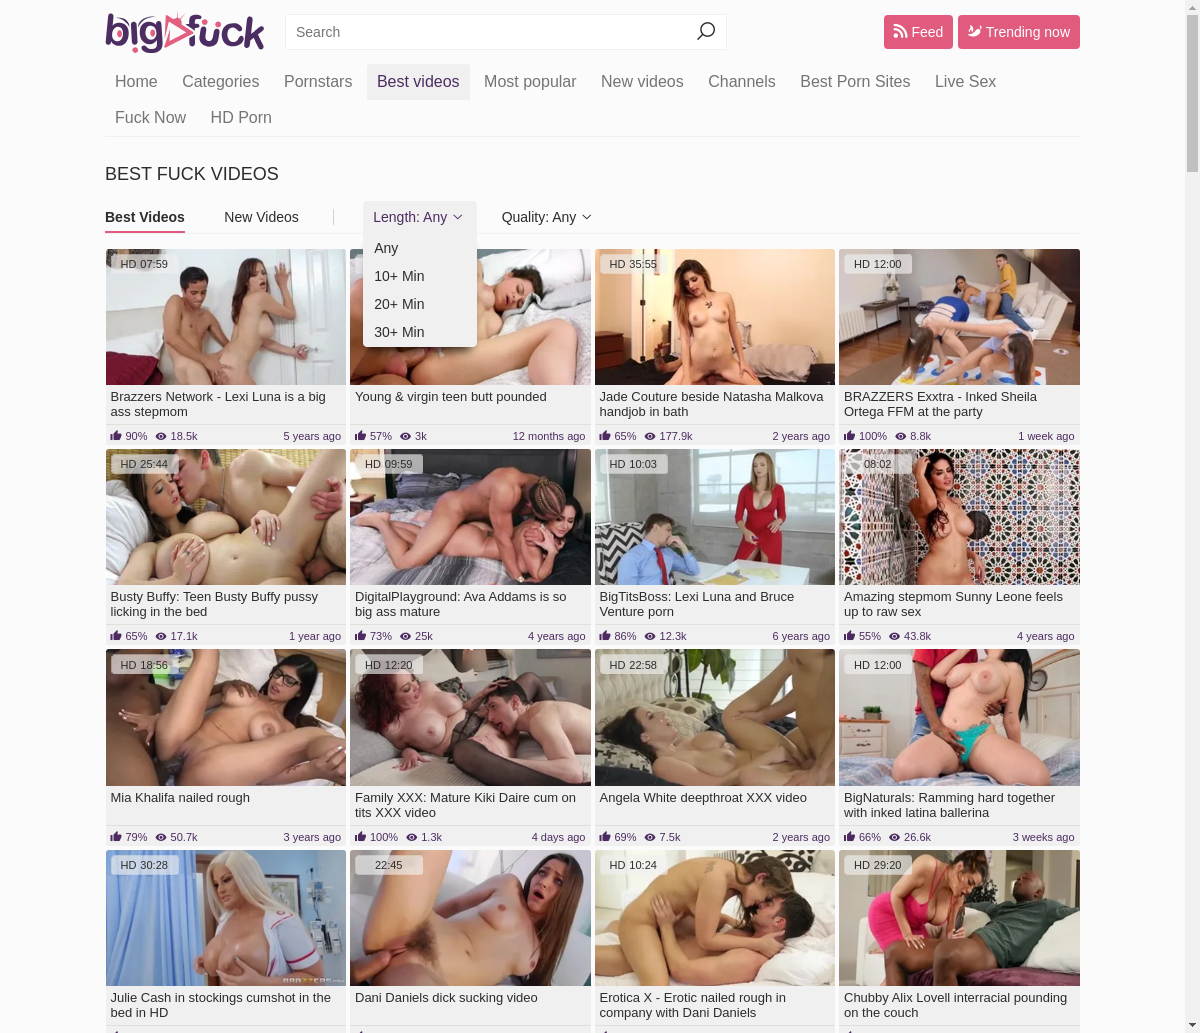 bigfuck
Search
Feed
Trending now
Home Categories Pornstars Best videos Most popular New videos Channels Best Porn Sites Live Sex
Fuck Now HD Porn
BEST FUCK VIDEOS
Best Videos New Videos Length: Any Quality: Any
Any
10+ Min
20+ Min
30+ Min
HD 07:59
HD 35:55
HD 12:00
Brazzers Network - Lexi Luna is a big
ass stepmom
90% 18.5k 5 years ago
Young & virgin teen butt pounded
57% 3k 12 months ago
Jade Couture beside Natasha Malkova
handjob in bath
65% 177.9k 2 years ago
BRAZZERS Exxtra - Inked Sheila
Ortega FFM at the party
100% 8.8k 1 week ago
HD 25:44
HD 09:59
HD 10:03
08:02
Busty Buffy: Teen Busty Buffy pussy
licking in the bed
65% 17.1k 1 year ago
DigitalPlayground: Ava Addams is so
big ass mature
73% 25k 4 years ago
BigTitsBoss: Lexi Luna and Bruce
Venture porn
86% 12.3k 6 years ago
Amazing stepmom Sunny Leone feels
up to raw sex
55% 43.8k 4 years ago
HD 18:56
HD 12:20
HD 22:58
HD 12:00
Mia Khalifa nailed rough
79% 50.7k 3 years ago
Family XXX: Mature Kiki Daire cum on
tits XXX video
100% 1.3k 4 days ago
Angela White deepthroat XXX video
69% 7.5k 2 years ago
BigNaturals: Ramming hard together
with inked latina ballerina
66% 26.6k 3 weeks ago
HD 30:28
22:45
HD 10:24
HD 29:20
BRAZZERS
Julie Cash in stockings cumshot in the
bed in HD
Dani Daniels dick sucking video
Erotica X - Erotic nailed rough in
company with Dani Daniels
Chubby Alix Lovell interracial pounding
on the couch